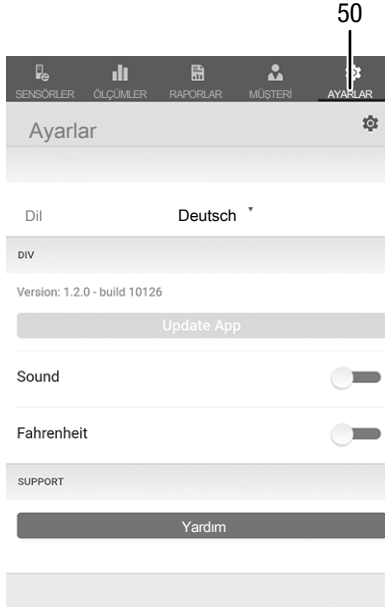 50
SENSÖRLER ÖLÇÜMLER RAPORLAR MÜŞTERİ AYARLAR
Ayarlar
Dil Deutsch
DIV
Version: 1.2.0 - build 10126
Update App
Sound
Fahrenheit
SUPPORT
Yardım